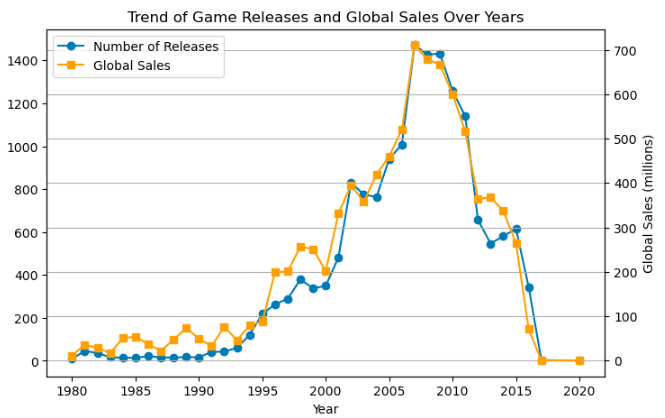 Trend of Game Releases and Global Sales Over Years
Number of Releases
Global Sales
1400
1200
1000
800
600
400
200
0
700
600
500
400
300
200
100
0
Global Sales (millions)
1980 1985 1990 1995 2000 2005 2010 2015 2020
Year